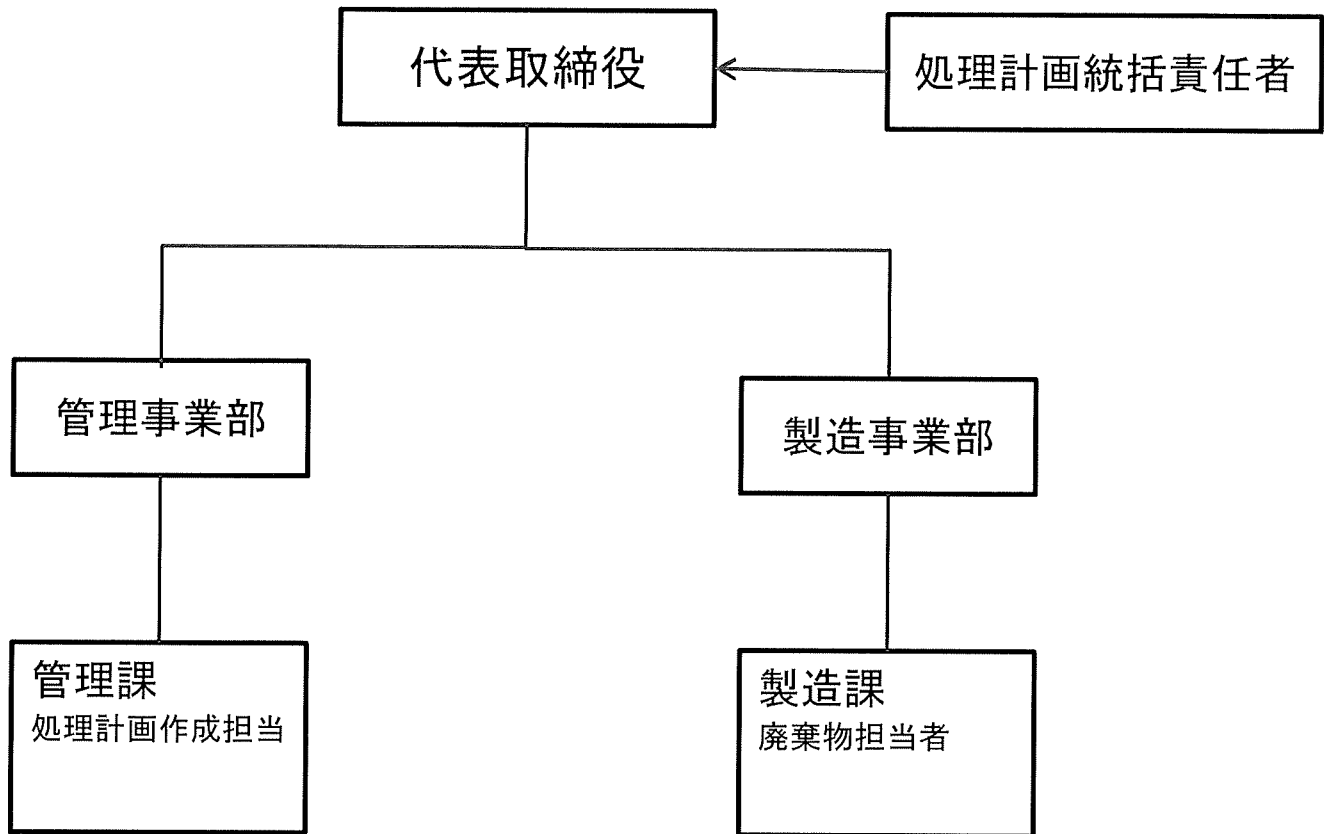 代表取締役
処理計画統括責任者
管理事業部
製造事業部
管理課
処理計画作成担当
製造課
廃棄物担当者